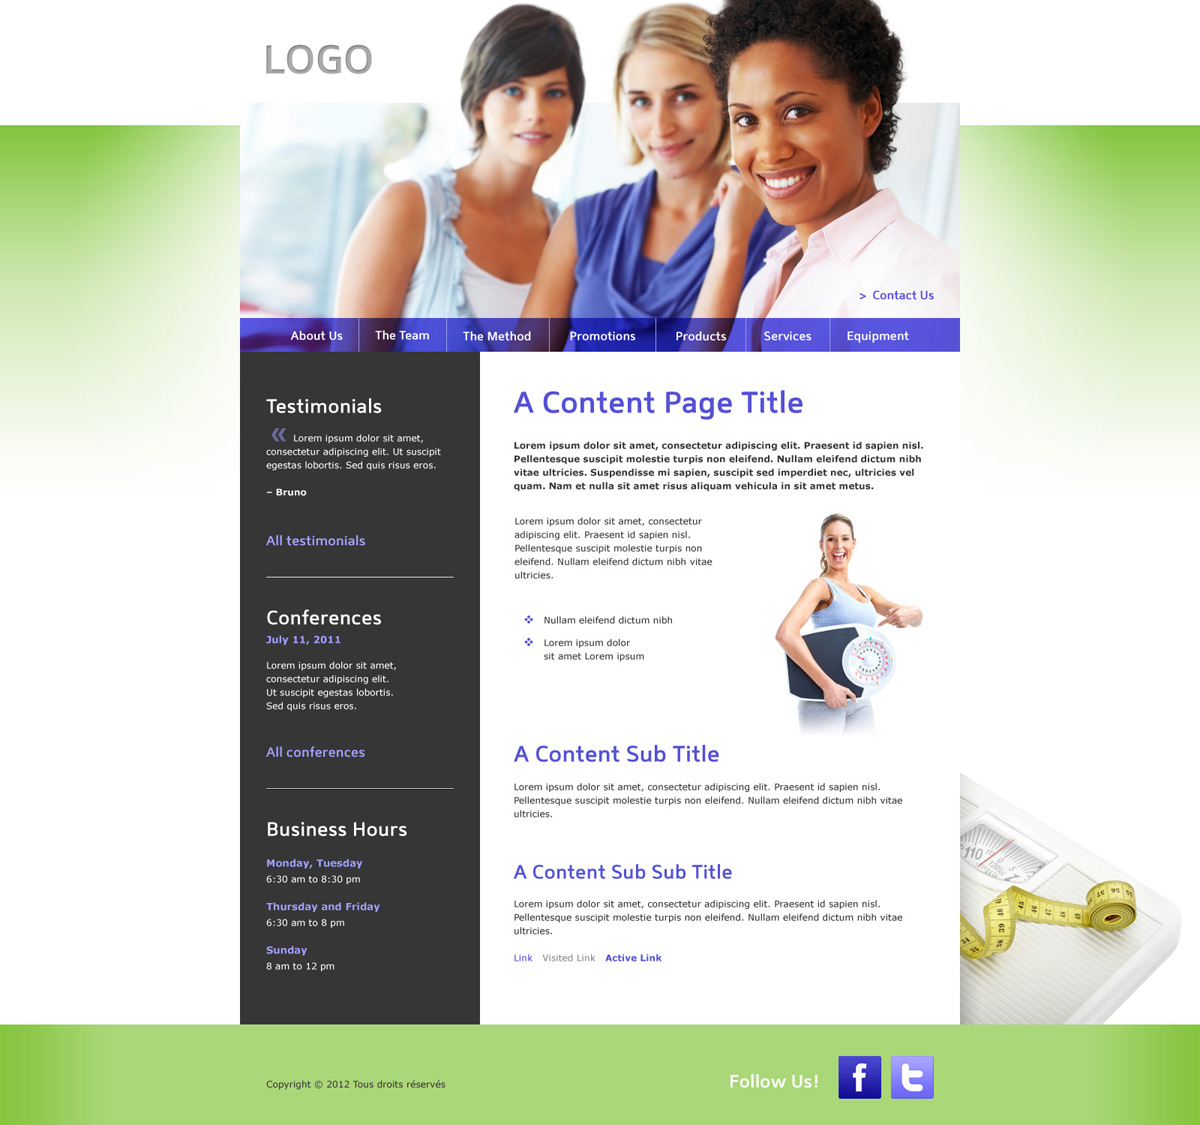 LOGO
> Contact Us
About Us
The Team
The Method
Promotions
Products
Services
Equipment
Testimonials
« Lorem ipsum dolor sit amet,
consectetur adipiscing elit. Ut suscipit
egestas lobortis. Sed quis risus eros.
– Bruno
All testimonials
Conferences
July 11, 2011
Lorem ipsum dolor sit amet,
consectetur adipiscing elit.
Ut suscipit egestas lobortis.
Sed quis risus eros.
All conferences
Business Hours
Monday, Tuesday
6:30 am to 8:30 pm
Thursday and Friday
6:30 am to 8 pm
Sunday
8 am to 12 pm
A Content Page Title
Lorem ipsum dolor sit amet, consectetur adipiscing elit. Praesent id sapien nisl.
Pellentesque suscipit molestie turpis non eleifend. Nullam eleifend dictum nibh
vitae ultricies. Suspendisse mi sapien, suscipit sed imperdiet nec, ultricies vel
quam. Nam et nulla sit amet risus aliquam vehicula in sit amet metus.
Lorem ipsum dolor sit amet, consectetur
adipiscing elit. Praesent id sapien nisl.
Pellentesque suscipit molestie turpis non
eleifend. Nullam eleifend dictum nibh vitae
ultricies.
Nullam eleifend dictum nibh
Lorem ipsum dolor
sit amet Lorem ipsum
A Content Sub Title
Lorem ipsum dolor sit amet, consectetur adipiscing elit. Praesent id sapien nisl.
Pellentesque suscipit molestie turpis non eleifend. Nullam eleifend dictum nibh vitae
ultricies.
A Content Sub Sub Title
Lorem ipsum dolor sit amet, consectetur adipiscing elit. Praesent id sapien nisl.
Pellentesque suscipit molestie turpis non eleifend. Nullam eleifend dictum nibh vitae
ultricies.
Link Visited Link Active Link
110
Copyright © 2012 Tous droits réservés
Follow Us!
f
t